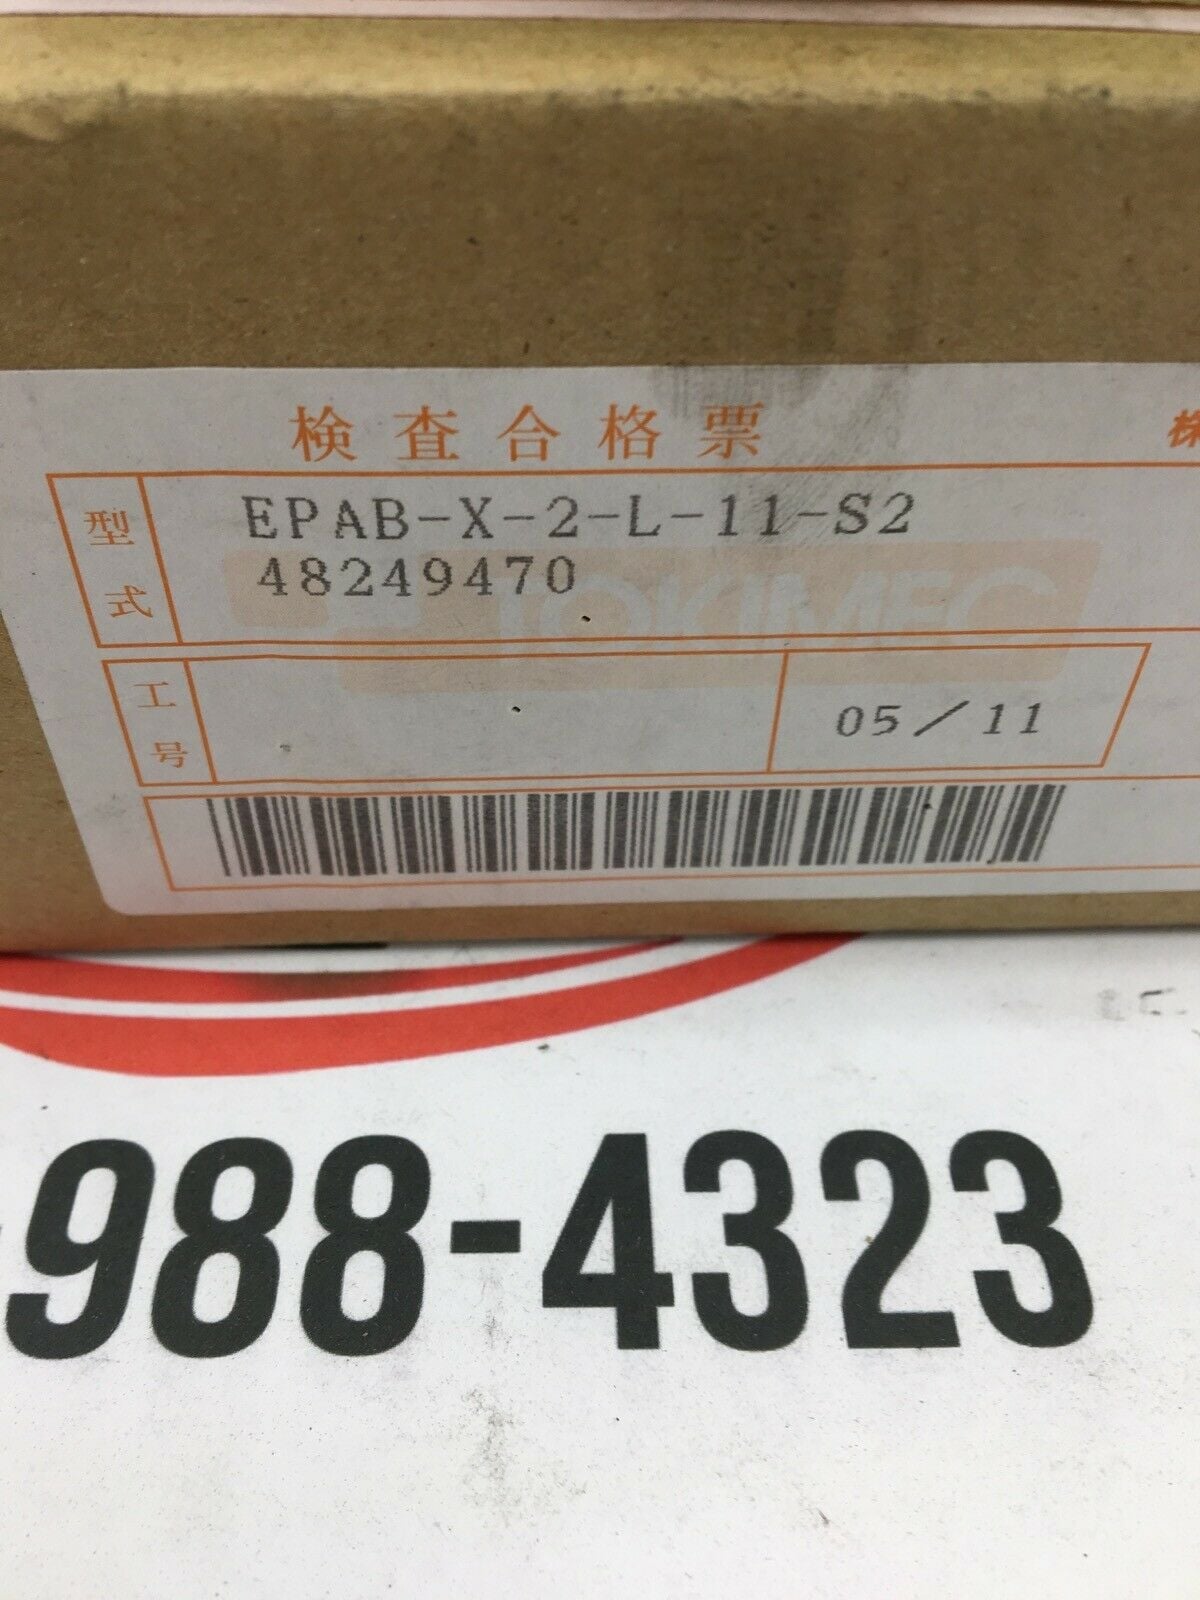 検査合格票
株
型式
EPAB-X-2-L-11-S2
48249470
TOKIMEC
工号
05/11
988-4323